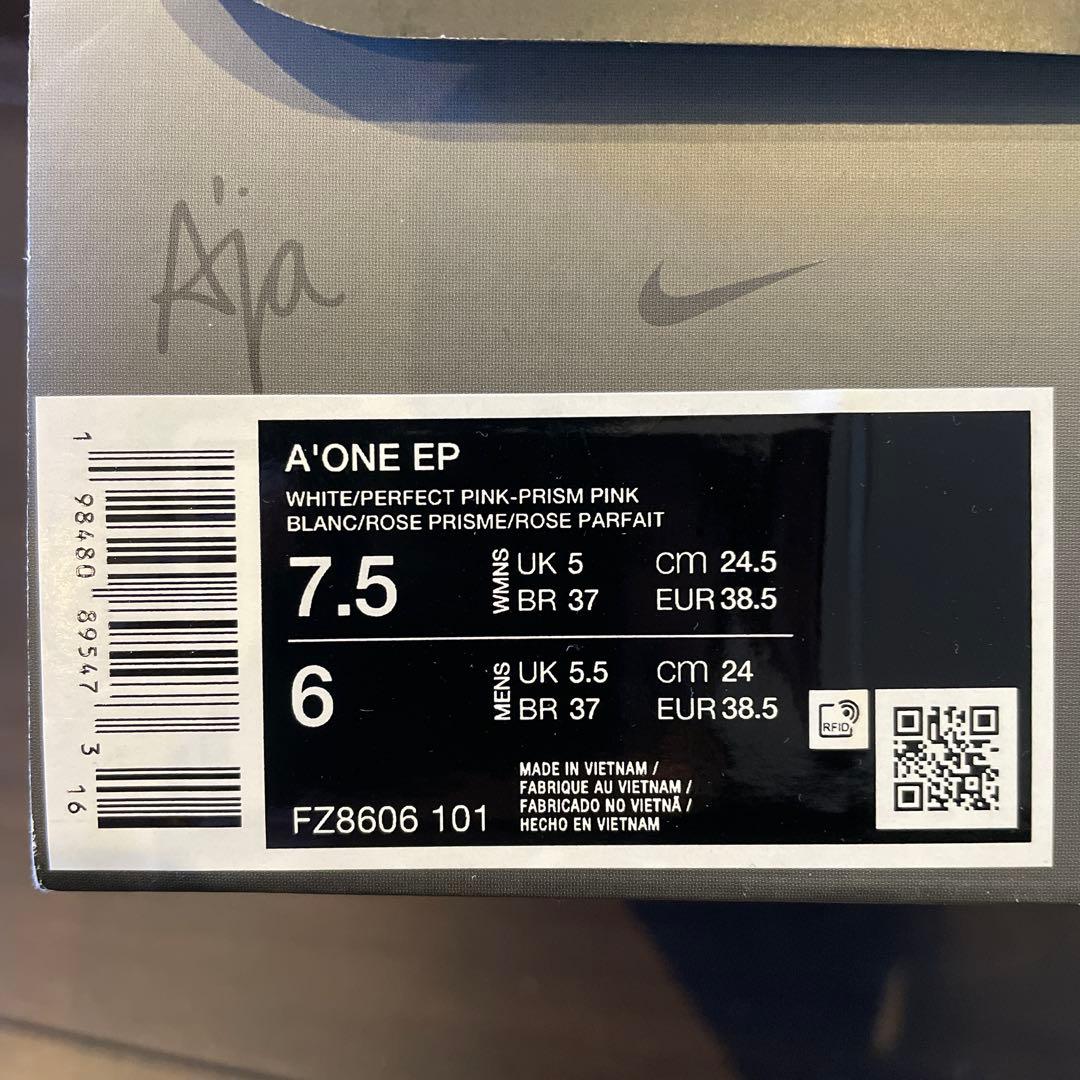 Aja
A'ONE EP
WHITE/PERFECT PINK-PRISM PINK
BLANC/ROSE PRISME/ROSE PARFAIT
7.5 WMNS UK 5 cm 24.5
BR 37 EUR 38.5
6 MENS UK 5.5 cm 24
BR 37 EUR 38.5
RFID
MADE IN VIETNAM /
FABRIQUE AU VIETNAM /
FABRICADO NO VIETNÃ /
HECHO EN VIETNAM
FZ8606 101
1 98480 89547 3 16